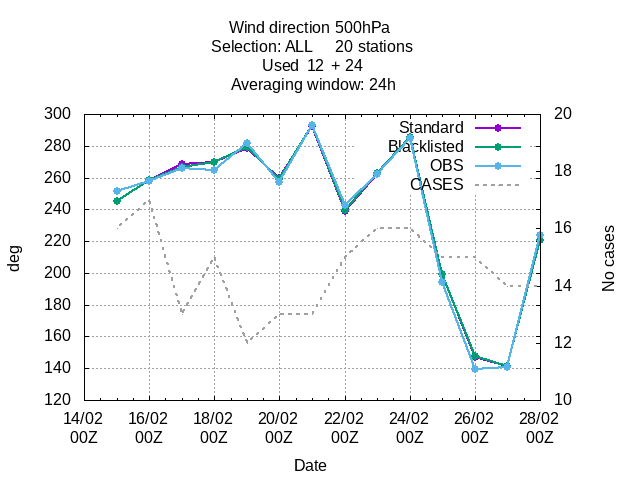 Wind direction 500hPa
Selection: ALL     20 stations
Used  12  + 24
Averaging window: 24h
300
280
260
240
220
200
180
160
140
120
deg
20
18
16
14
12
10
No cases
Standard
Blacklisted
OBS
CASES
14/02 16/02 18/02 20/02 22/02 24/02 26/02 28/02
00Z 00Z 00Z 00Z 00Z 00Z 00Z 00Z
Date